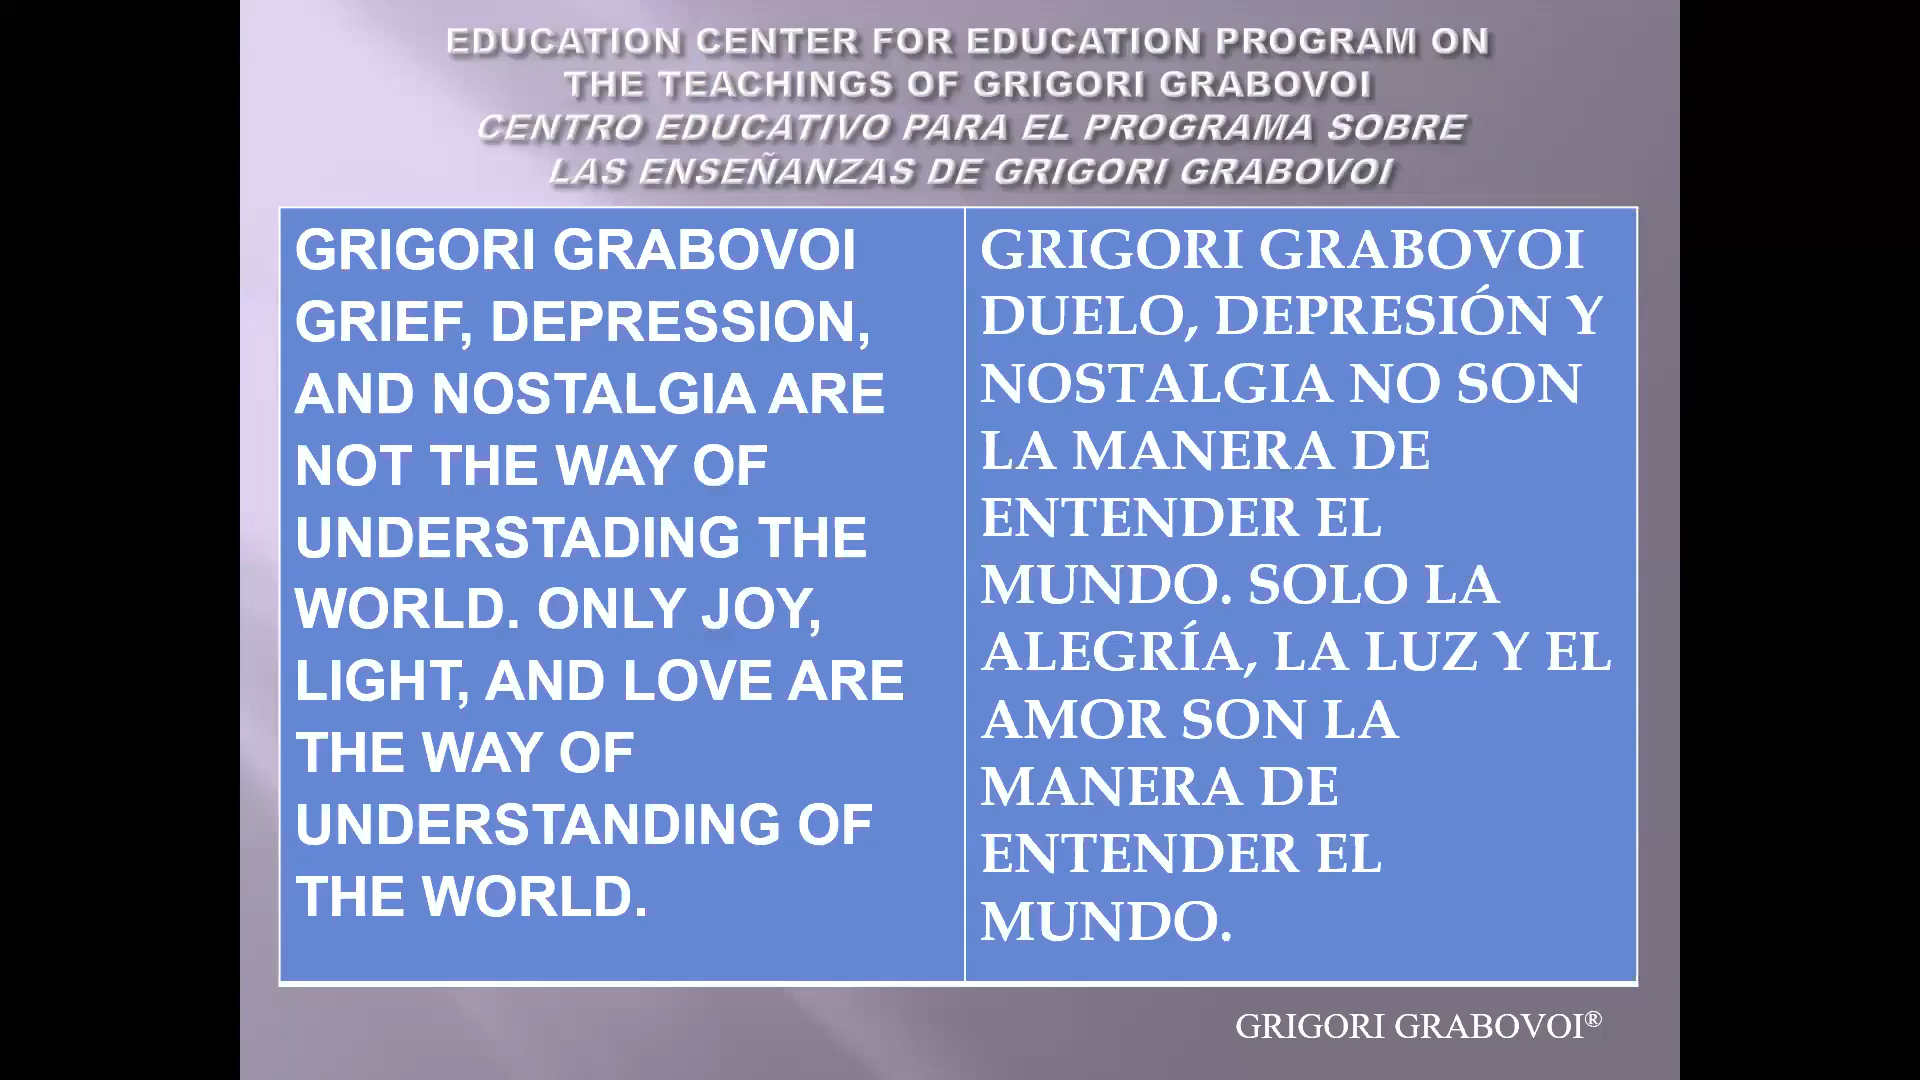 EDUCATION CENTER FOR EDUCATION PROGRAM ON
THE TEACHINGS OF GRIGORI GRABOVOI
CENTRO EDUCATIVO PARA EL PROGRAMA SOBRE
LAS ENSEÑANZAS DE GRIGORI GRABOVOI
GRIGORI GRABOVOI
GRIEF, DEPRESSION,
AND NOSTALGIA ARE
NOT THE WAY OF
UNDERSTADING THE
WORLD. ONLY JOY,
LIGHT, AND LOVE ARE
THE WAY OF
UNDERSTANDING OF
THE WORLD.
GRIGORI GRABOVOI
DUELO, DEPRESIÓN Y
NOSTALGIA NO SON
LA MANERA DE
ENTENDER EL
MUNDO. SOLO LA
ALEGRÍA, LA LUZ Y EL
AMOR SON LA
MANERA DE
ENTENDER EL
MUNDO.
GRIGORI GRABOVOI®